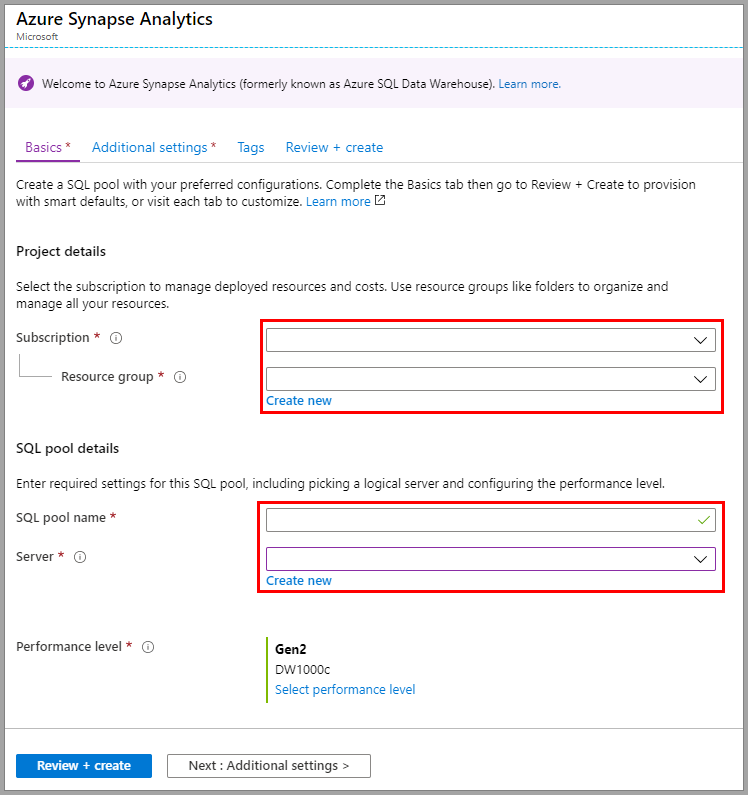 Azure Synapse Analytics
Microsoft
Welcome to Azure Synapse Analytics (formerly known as Azure SQL Data Warehouse). Learn more.
Basics * Additional settings * Tags Review + create
Create a SQL pool with your preferred configurations. Complete the Basics tab then go to Review + Create to provision
with smart defaults, or visit each tab to customize. Learn more
Project details
Select the subscription to manage deployed resources and costs. Use resource groups like folders to organize and
manage all your resources.
Subscription *
Resource group *
Create new
SQL pool details
Enter required settings for this SQL pool, including picking a logical server and configuring the performance level.
SQL pool name *
Server *
Create new
Performance level *
Gen2
DW1000c
Select performance level
Review + create
Next : Additional settings >